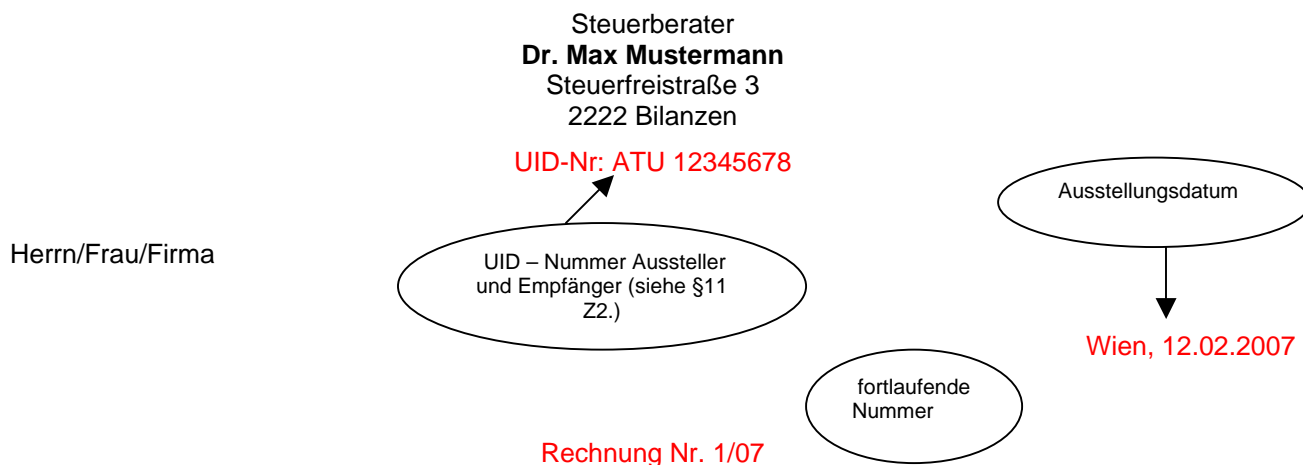 Steuerberater
Dr. Max Mustermann
Steuerfreistraße 3
2222 Bilanzen
UID-Nr: ATU 12345678
Ausstellungsdatum
Herrn/Frau/Firma
UID – Nummer Aussteller
und Empfänger (siehe §11
Z2.)
Wien, 12.02.2007
fortlaufende
Nummer
Rechnung Nr. 1/07